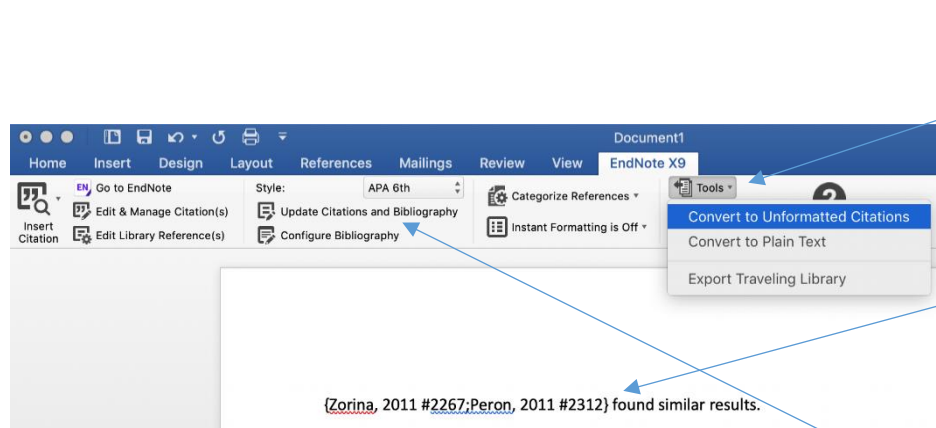 Document1
Home Insert Design Layout References Mailings Review View EndNote X9
EN Go to EndNote Style: APA 6th Categorize References Tools ?
Edit & Manage Citation(s) Update Citations and Bibliography
Insert Citation Edit Library Reference(s) Configure Bibliography Instant Formatting is Off
Convert to Unformatted Citations
Convert to Plain Text
Export Traveling Library
{Zorina, 2011 #2267;Peron, 2011 #2312} found similar results.